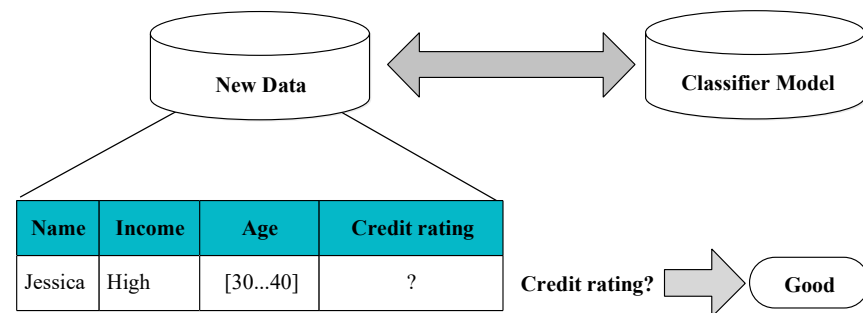 New Data
Classifier Model
Name Income Age Credit rating
Jessica High [30...40] ?
Credit rating? Good